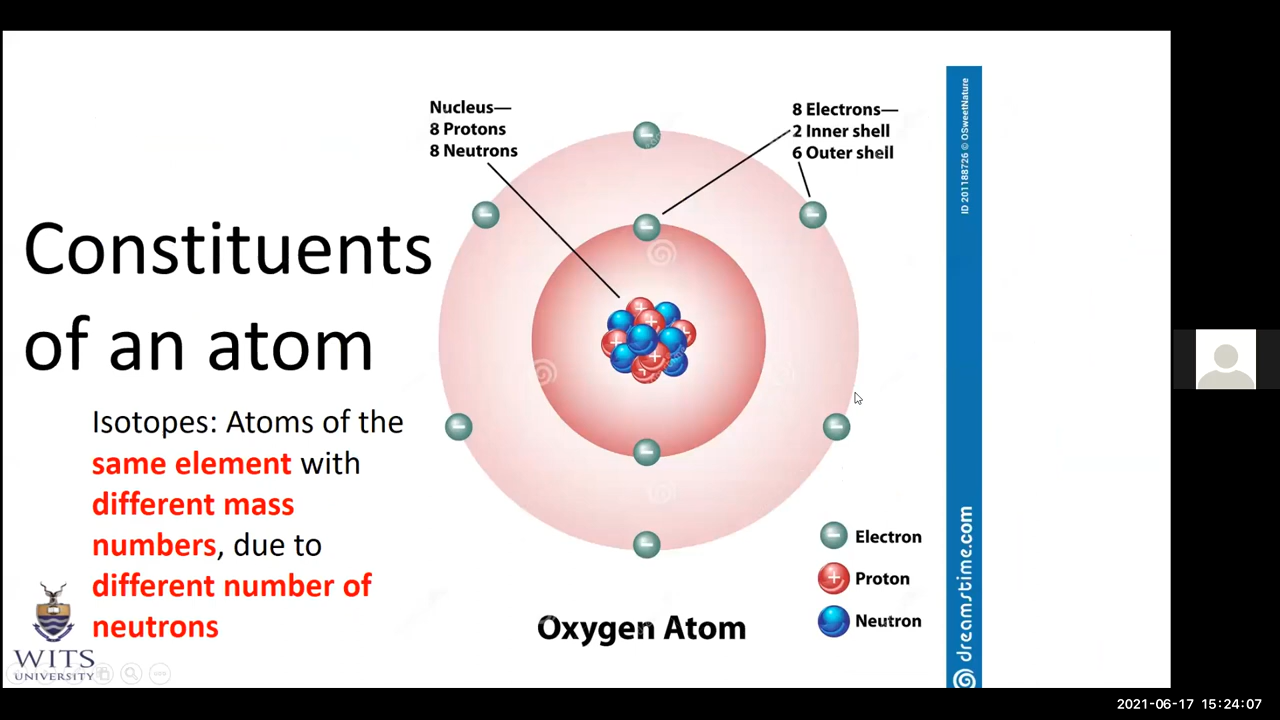 Constituents
of an atom
Isotopes: Atoms of the
same element with
different mass
numbers, due to
different number of
neutrons
WITS
UNIVERSITY
Nucleus—
8 Protons
8 Neutrons
8 Electrons—
2 Inner shell
6 Outer shell
Electron
Proton
Neutron
Oxygen Atom
ID 201188726 © OSweetNature
dreamstime.com
2021-06-17 15:24:07